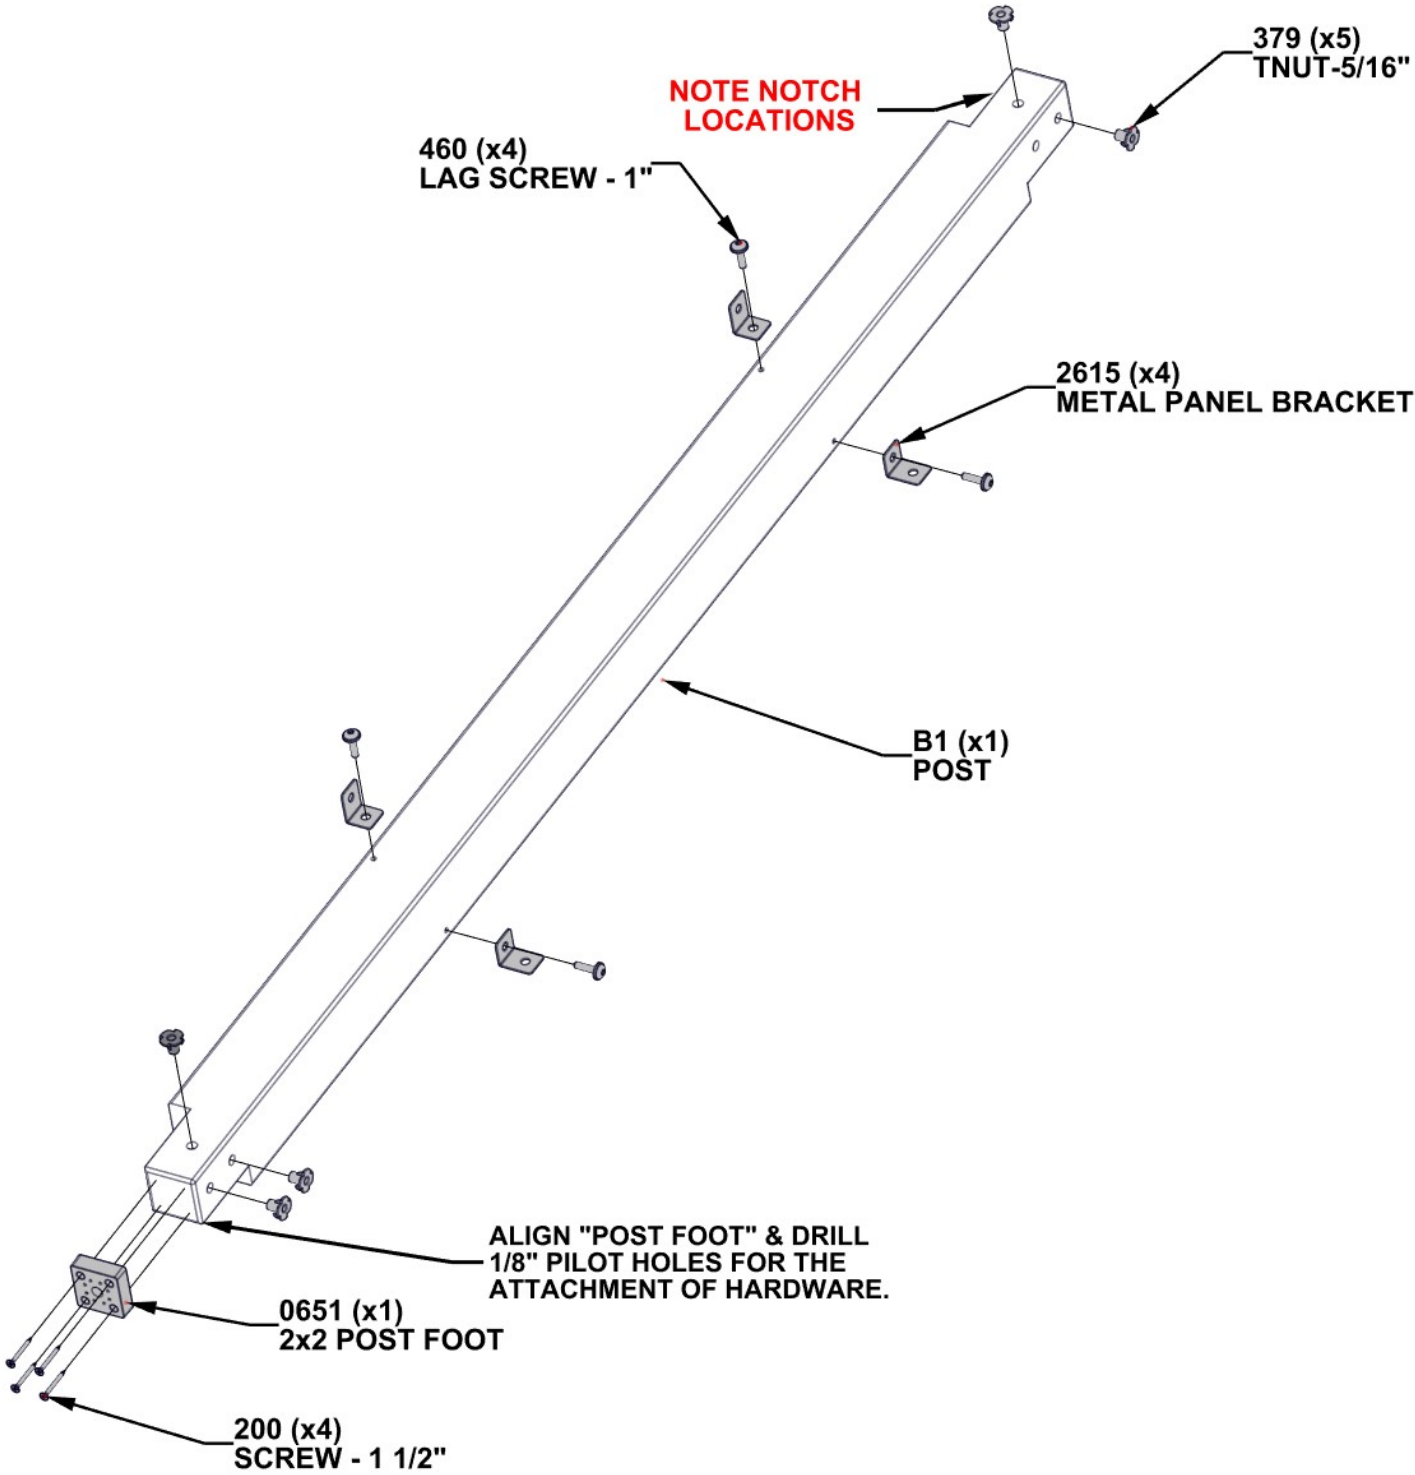 379 (x5)
TNUT-5/16"
NOTE NOTCH
LOCATIONS
460 (x4)
LAG SCREW - 1"
2615 (x4)
METAL PANEL BRACKET
B1 (x1)
POST
ALIGN "POST FOOT" & DRILL
1/8" PILOT HOLES FOR THE
ATTACHMENT OF HARDWARE.
0651 (x1)
2x2 POST FOOT
200 (x4)
SCREW - 1 1/2"